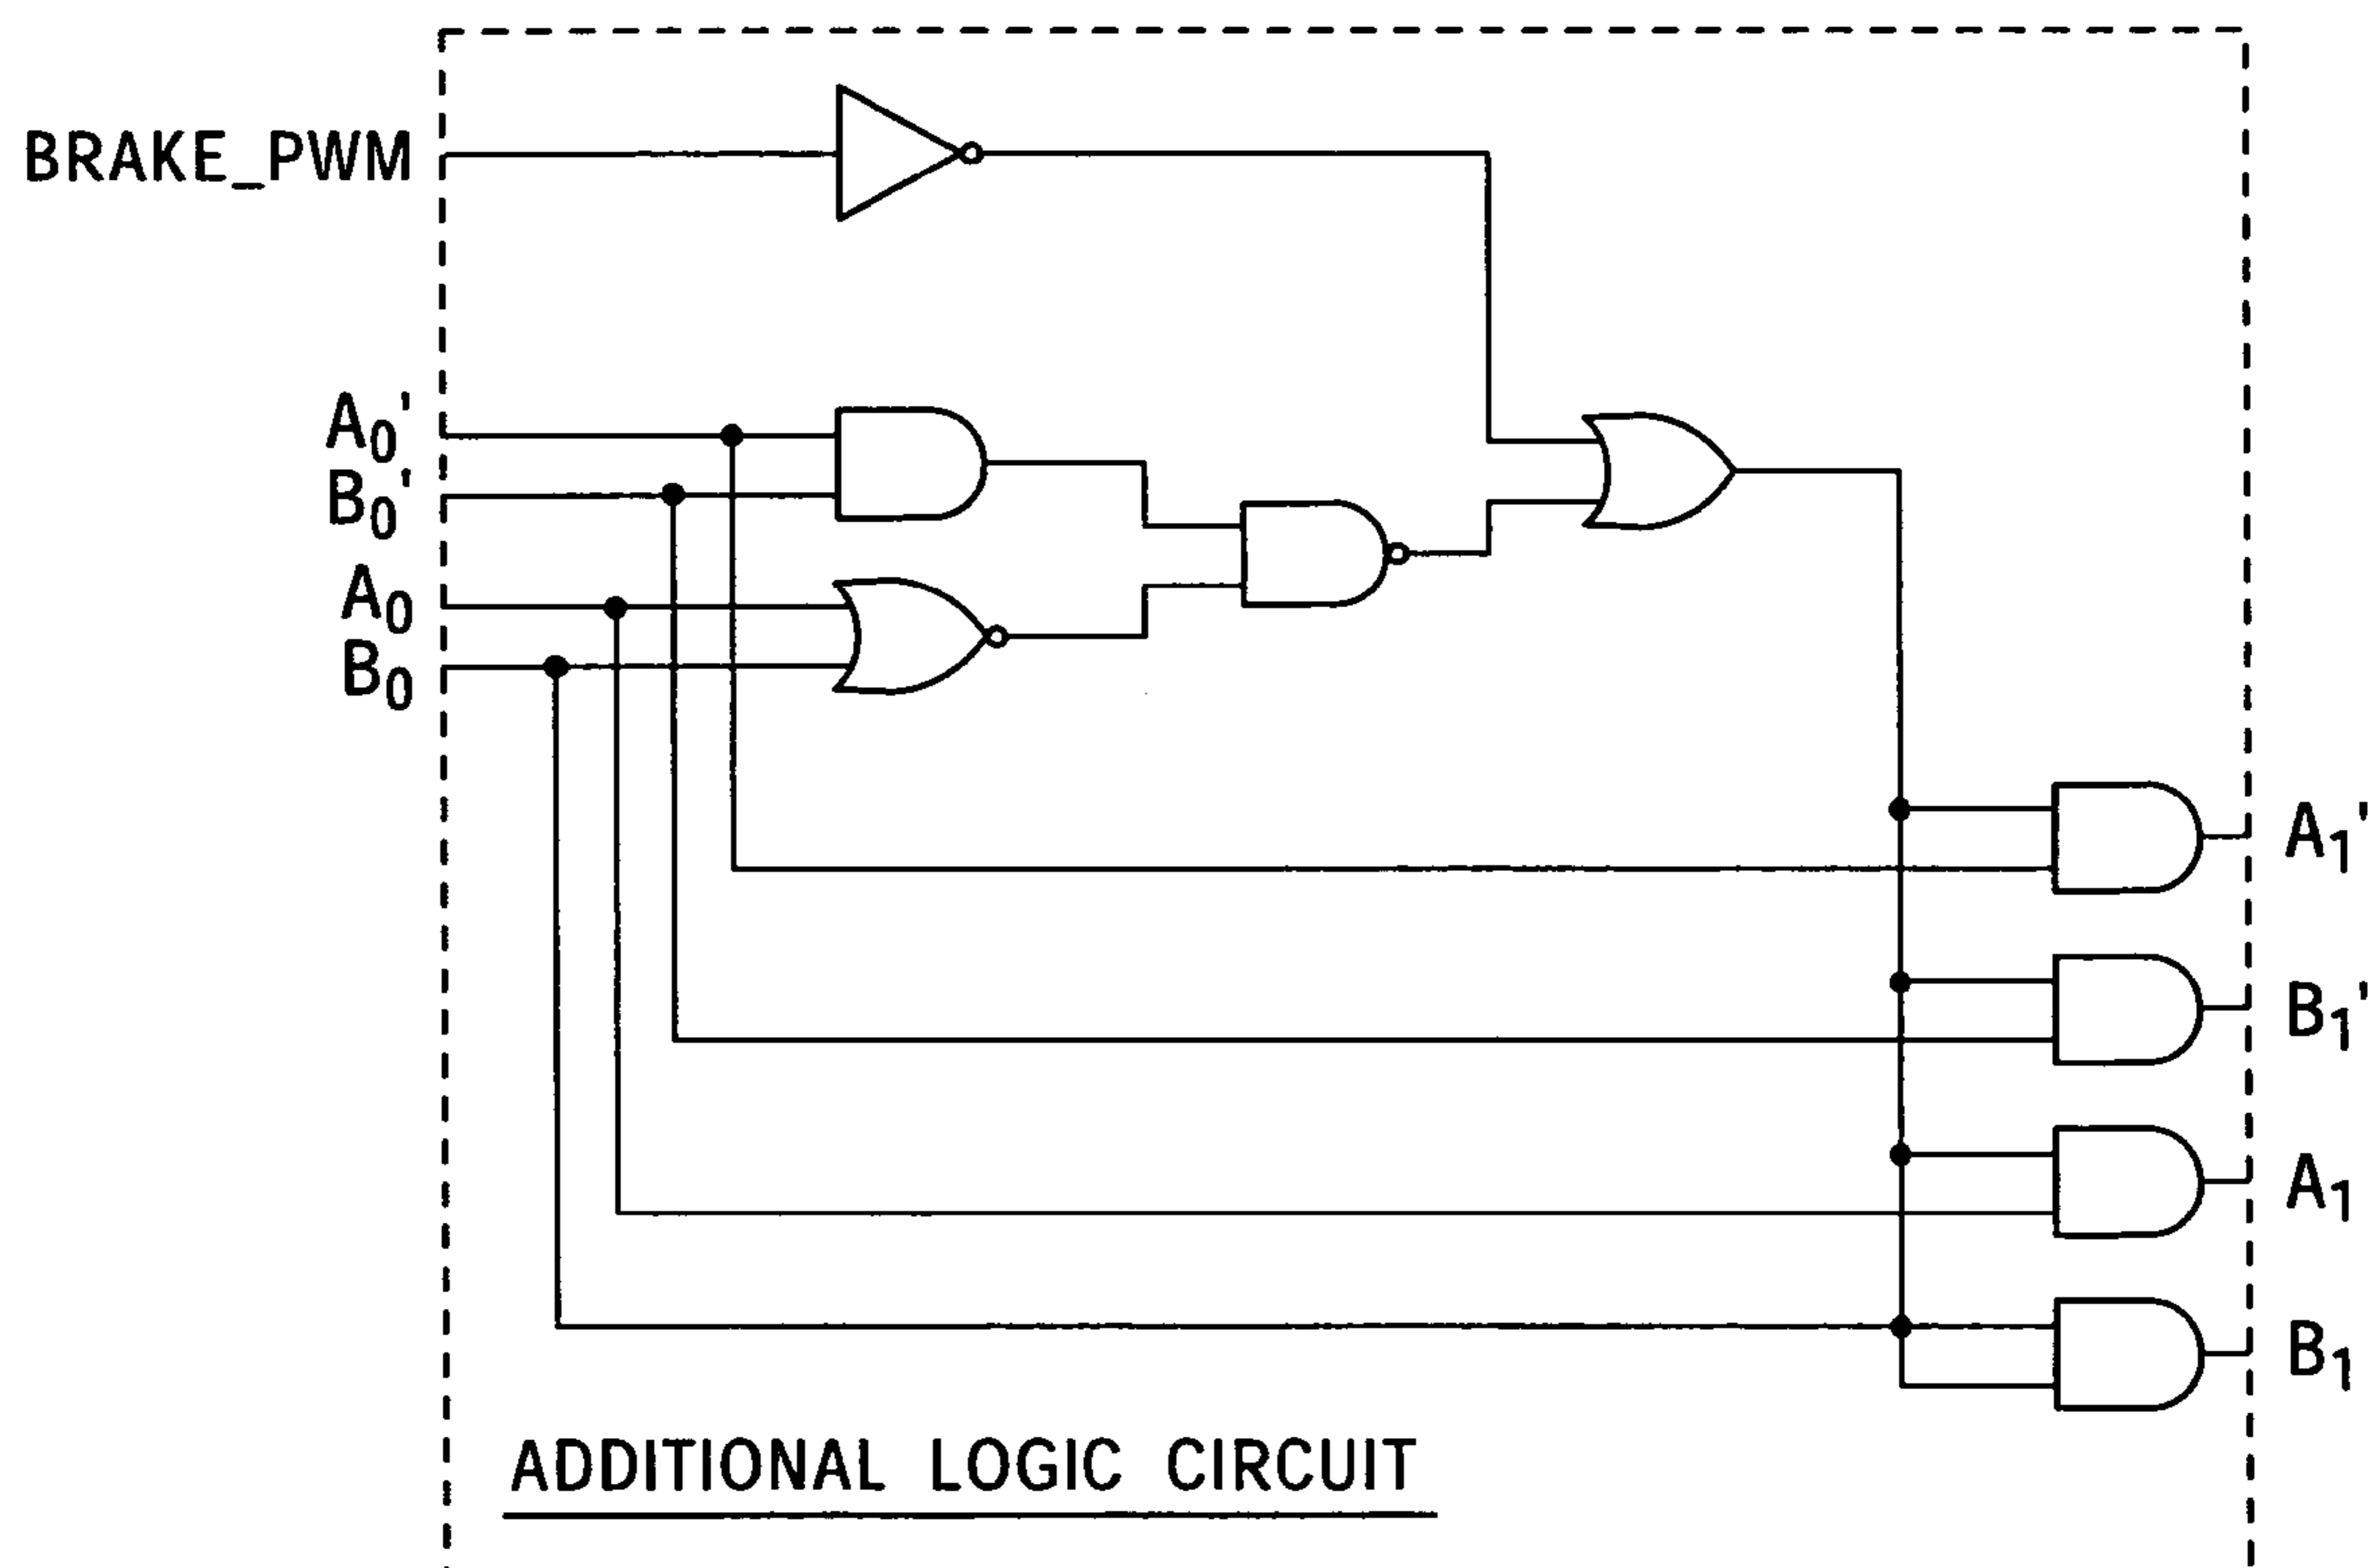 BRAKE_PWM
A0'
B0'
A0
B0
A1'
B1'
A1
B1
ADDITIONAL LOGIC CIRCUIT